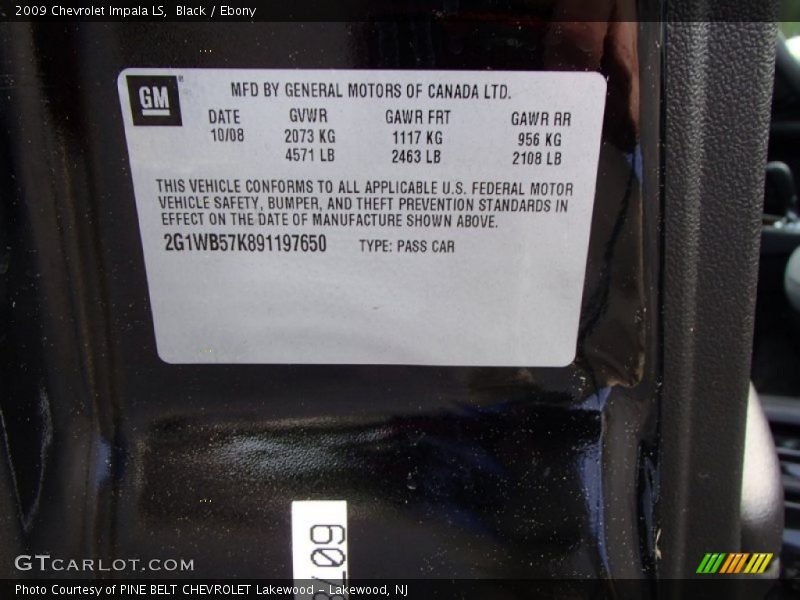 2009 Chevrolet Impala LS, Black / Ebony
GM
MFD BY GENERAL MOTORS OF CANADA LTD.
DATE GVWR GAWR FRT GAWR RR
10/08 2073 KG 1117 KG 956 KG
4571 LB 2463 LB 2108 LB
THIS VEHICLE CONFORMS TO ALL APPLICABLE U.S. FEDERAL MOTOR
VEHICLE SAFETY, BUMPER, AND THEFT PREVENTION STANDARDS IN
EFFECT ON THE DATE OF MANUFACTURE SHOWN ABOVE.
2G1WB57K891197650 TYPE: PASS CAR
GTCARLOT.COM
Photo Courtesy of PINE BELT CHEVROLET Lakewood - Lakewood, NJ